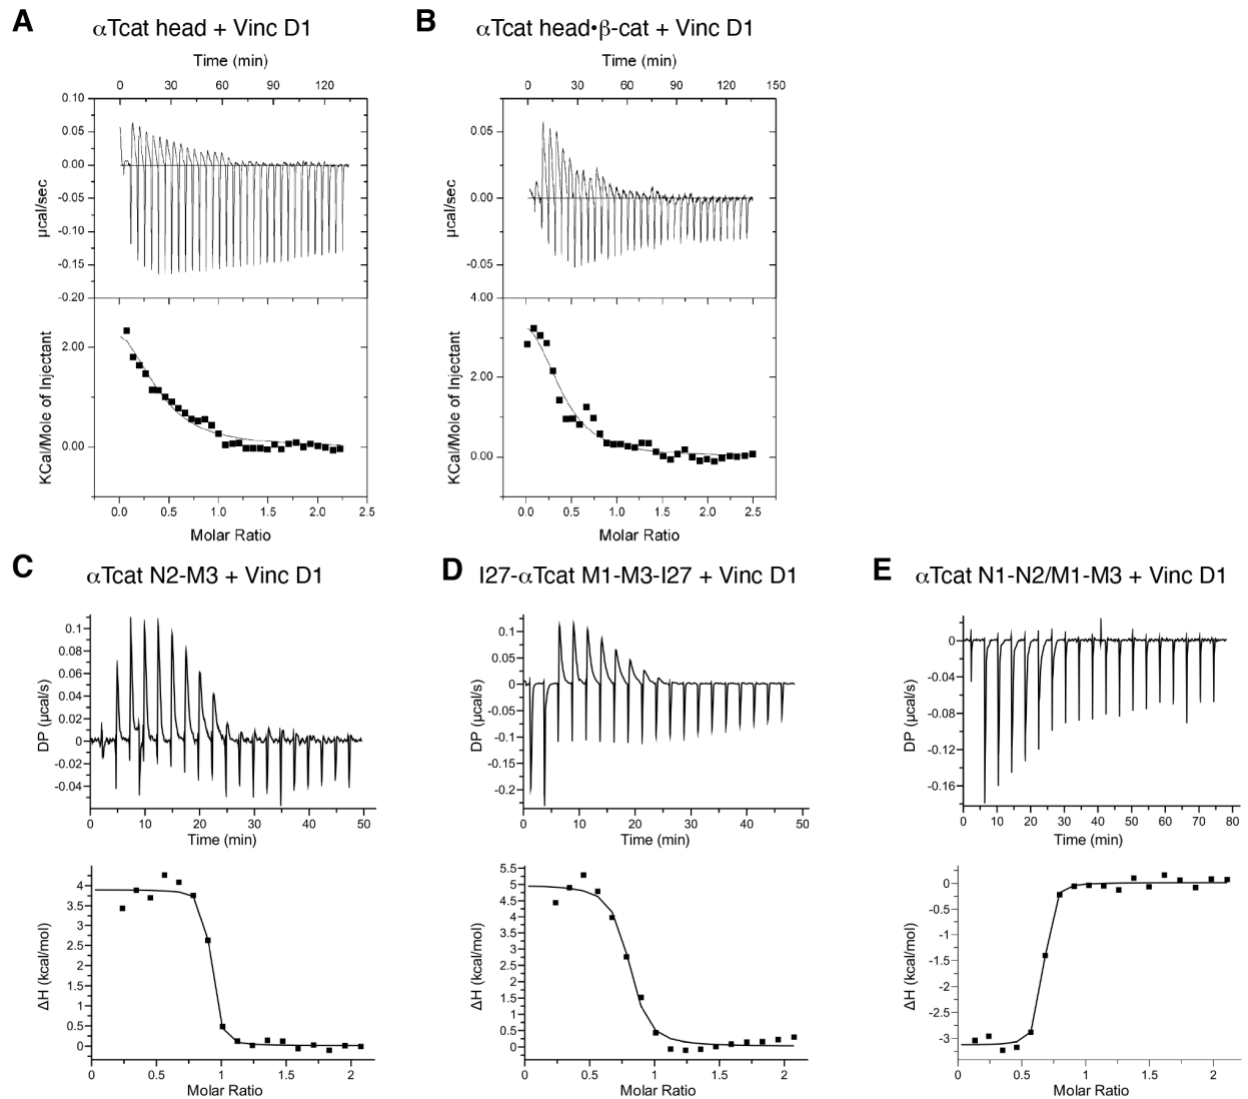 A αTcat head + Vinc D1
Time (min)
0 30 60 90 120
0.10
0.05
0.00
-0.05
-0.10
-0.15
-0.20
µcal/sec
2.00
0.00
KCal/Mole of Injectant
0.0 0.5 1.0 1.5 2.0 2.5
Molar Ratio
B αTcat head•β-cat + Vinc D1
Time (min)
0 30 60 90 120 150
0.05
0.00
-0.05
µcal/sec
4.00
2.00
0.00
KCal/Mole of Injectant
0.0 0.5 1.0 1.5 2.0 2.5
Molar Ratio
C αTcat N2-M3 + Vinc D1
0.1
0.08
0.06
0.04
0.02
0
-0.02
-0.04
DP (µcal/s)
0 10 20 30 40 50
Time (min)
4
3.5
3
2.5
2
1.5
1
0.5
0
ΔH (kcal/mol)
0 0.5 1 1.5 2
Molar Ratio
D I27-αTcat M1-M3-I27 + Vinc D1
0.1
0.05
0
-0.05
-0.1
-0.15
-0.2
DP (µcal/s)
0 10 20 30 40 50
Time (min)
5.5
5
4.5
4
3.5
3
2.5
2
1.5
1
0.5
0
ΔH (kcal/mol)
0 0.5 1 1.5 2
Molar Ratio
E αTcat N1-N2/M1-M3 + Vinc D1
0
-0.04
-0.08
-0.12
-0.16
DP (µcal/s)
0 10 20 30 40 50 60 70 80
Time (min)
0
-0.5
-1
-1.5
-2
-2.5
-3
ΔH (kcal/mol)
0 0.5 1 1.5 2
Molar Ratio